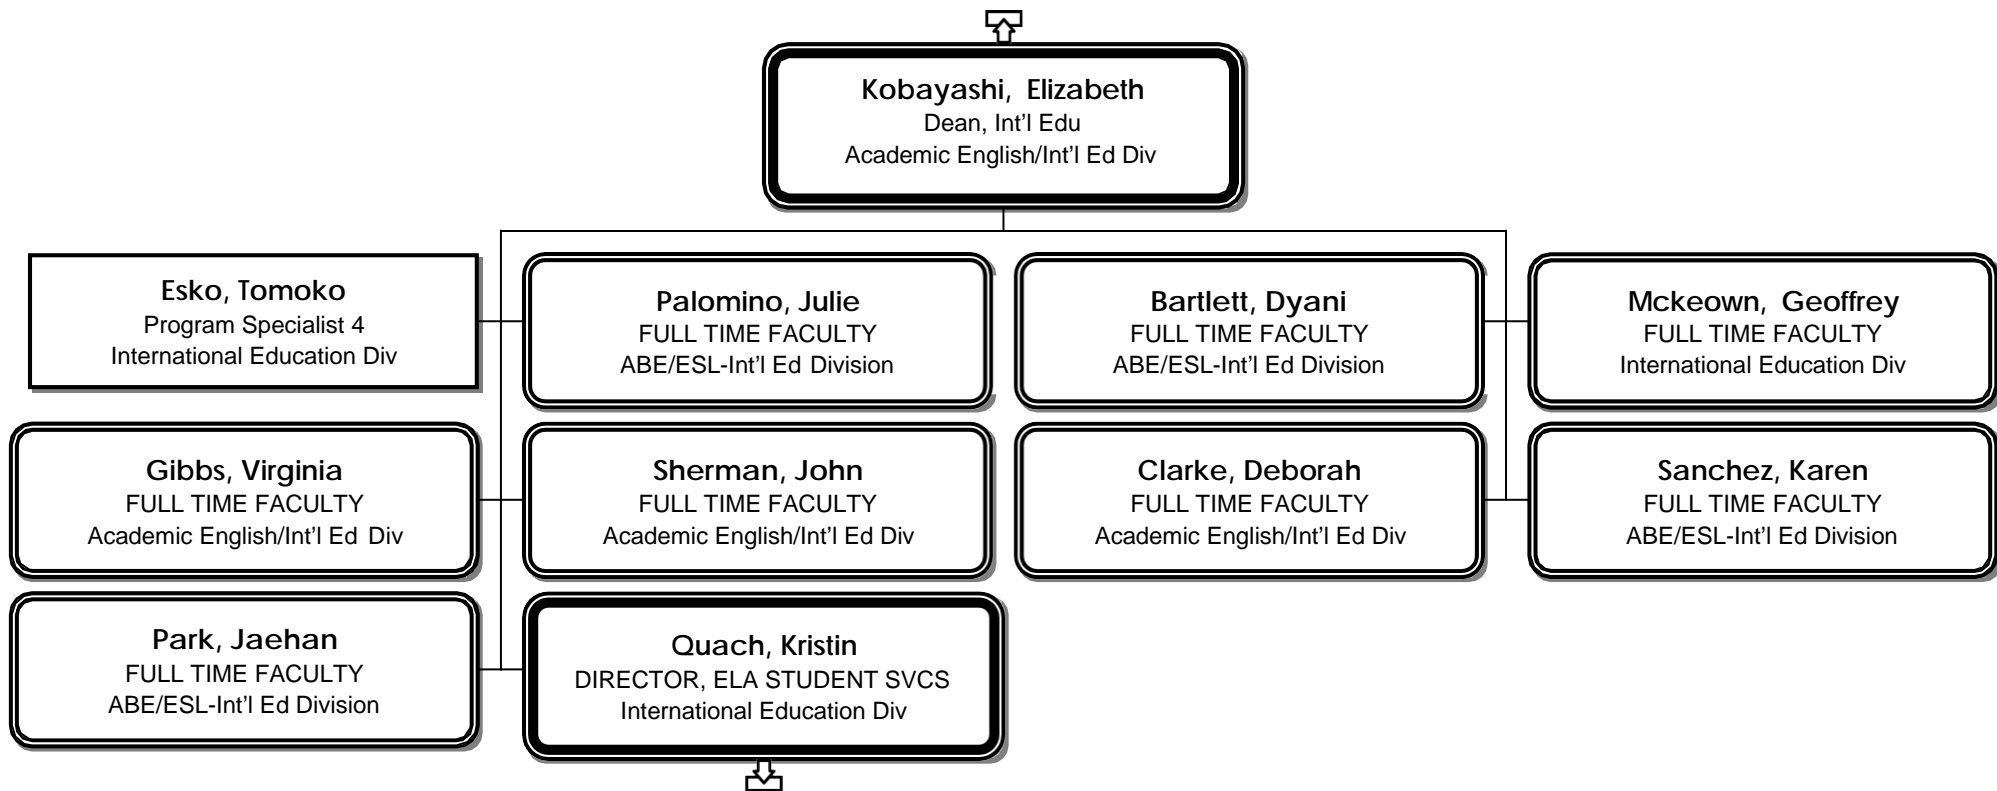 Kobayashi, Elizabeth
Dean, Int'l Edu
Academic English/Int'l Ed Div
Esko, Tomoko
Program Specialist 4
International Education Div
Palomino, Julie
FULL TIME FACULTY
ABE/ESL-Int'l Ed Division
Bartlett, Dyani
FULL TIME FACULTY
ABE/ESL-Int'l Ed Division
Mckeown, Geoffrey
FULL TIME FACULTY
International Education Div
Gibbs, Virginia
FULL TIME FACULTY
Academic English/Int'l Ed Div
Sherman, John
FULL TIME FACULTY
Academic English/Int'l Ed Div
Clarke, Deborah
FULL TIME FACULTY
Academic English/Int'l Ed Div
Sanchez, Karen
FULL TIME FACULTY
ABE/ESL-Int'l Ed Division
Park, Jaehan
FULL TIME FACULTY
ABE/ESL-Int'l Ed Division
Quach, Kristin
DIRECTOR, ELA STUDENT SVCS
International Education Div